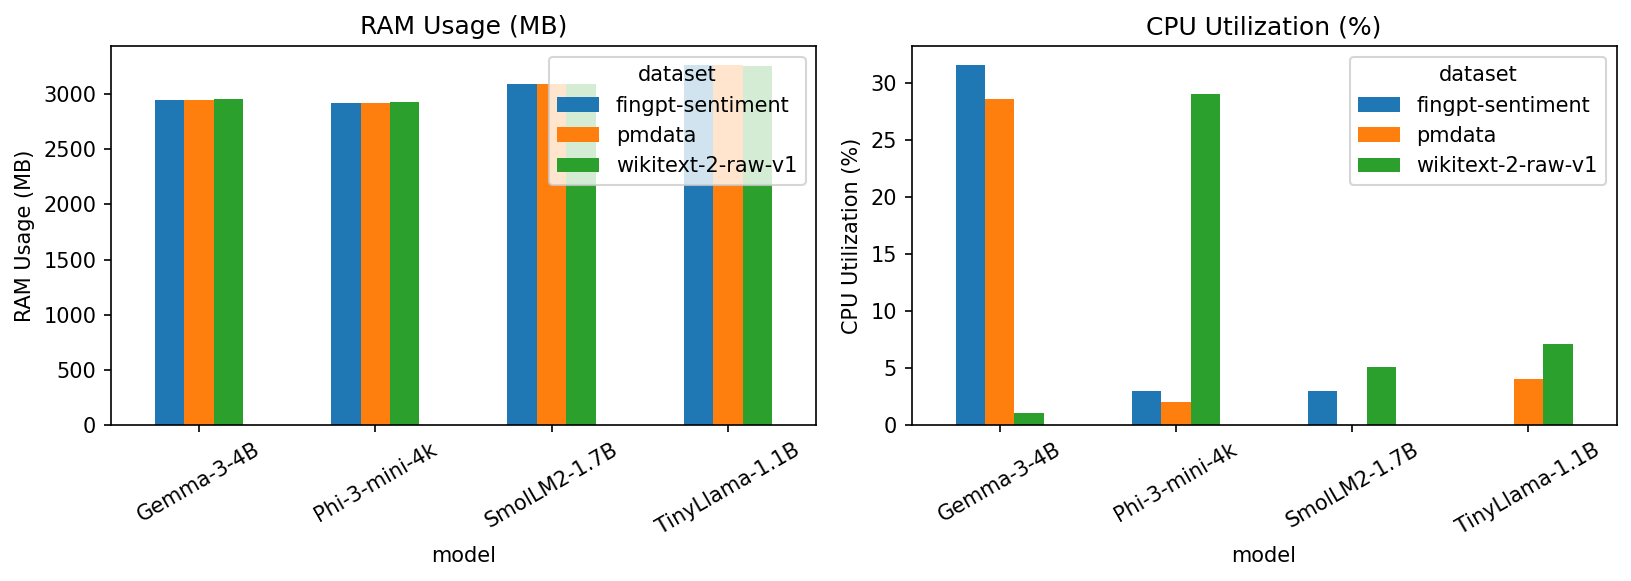 RAM Usage (MB)
RAM Usage (MB)
3000
2500
2000
1500
1000
500
0
dataset
fingpt-sentiment
pmdata
wikitext-2-raw-v1
Gemma-3-4B
Phi-3-mini-4k
SmolLM2-1.7B
TinyLlama-1.1B
model
CPU Utilization (%)
CPU Utilization (%)
30
25
20
15
10
5
0
dataset
fingpt-sentiment
pmdata
wikitext-2-raw-v1
Gemma-3-4B
Phi-3-mini-4k
SmolLM2-1.7B
TinyLlama-1.1B
model